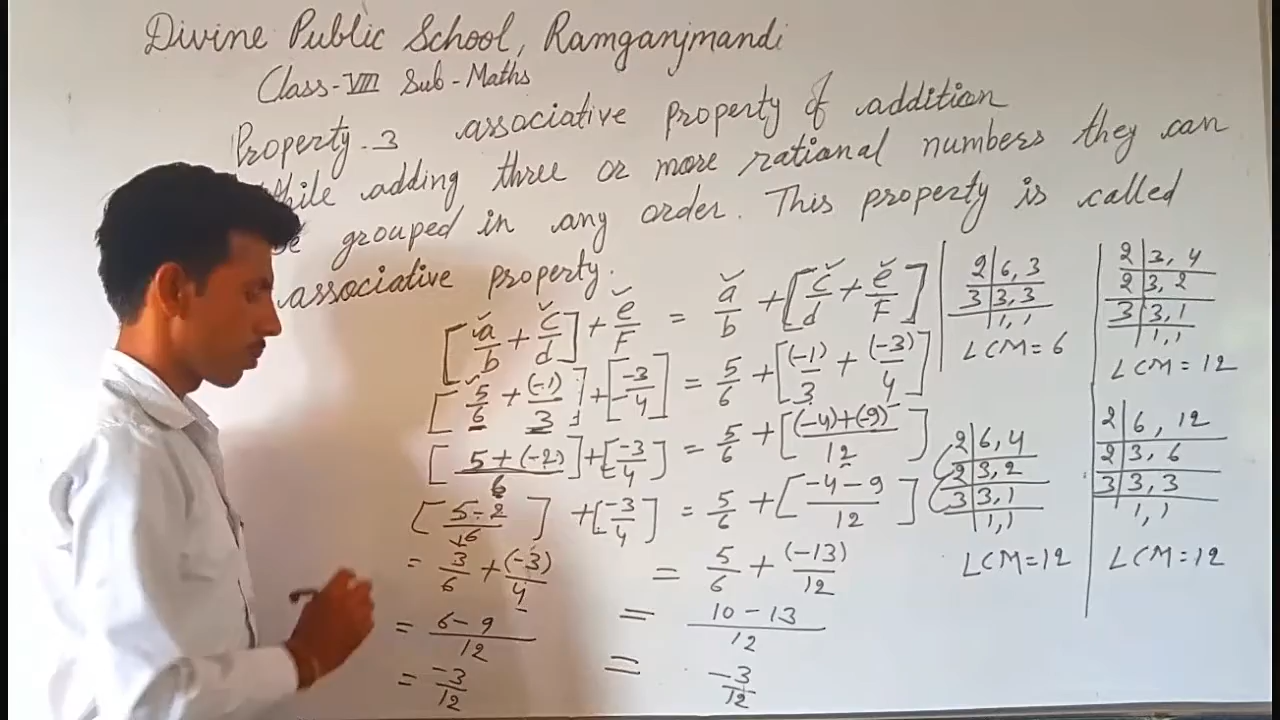 Divine Public School, Ramganjmandi
Class-VIII Sub-Maths
Property-3 associative property of addition
while adding three or more rational numbers they can
be grouped in any order. This property is called
associative property.
[a/b + c/d] + e/F = a/b + [c/d + e/F]
[5/6 + (-1)/3] + [-3/4] = 5/6 + [(-1)/3 + (-3)/4]
[5+(-2)/6] + [-3/4] = 5/6 + [(-4)+(-9)/12]
[5-2/6] + [-3/4] = 5/6 + [-4-9/12]
= 3/6 + (-3)/4 = 5/6 + (-13)/12
= 6-9/12 = 10-13/12
= -3/12 = -3/12
2 | 6, 3
3 | 3, 3
1, 1
LCM=6
2 | 3, 4
2 | 3, 2
3 | 3, 1
1, 1
LCM=12
2 | 6, 4
2 | 3, 2
3 | 3, 1
1, 1
LCM=12
2 | 6, 12
2 | 3, 6
3 | 3, 3
1, 1
LCM=12